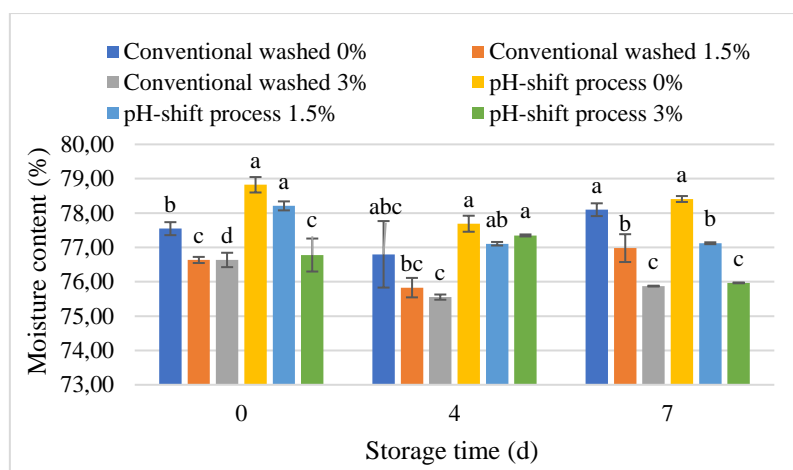 Conventional washed 0% Conventional washed 1.5%
Conventional washed 3% pH-shift process 0%
pH-shift process 1.5% pH-shift process 3%
Moisture content (%)
80,00
79,00
78,00
77,00
76,00
75,00
74,00
73,00
b c d a a c
abc bc c a ab a
a b c a b c
0 4 7
Storage time (d)